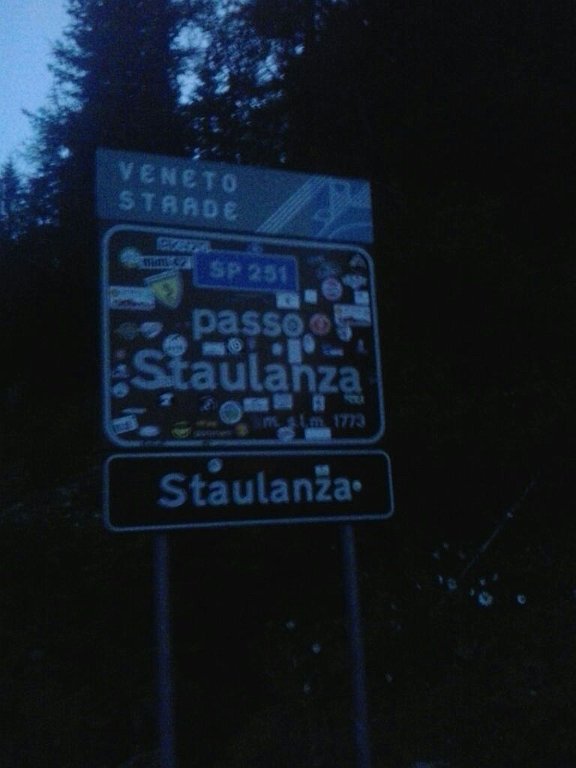 VENETO
STRADE
SP 251
passo
Staulanza
m. s.l.m. 1773
Staulanza